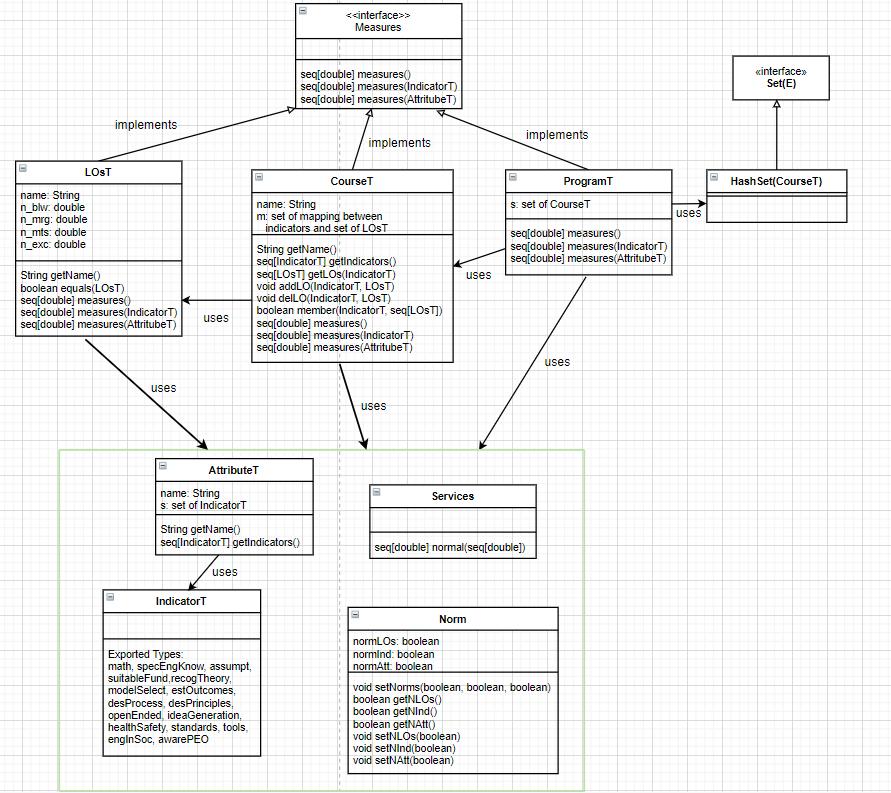 <<interface>>
Measures
seq[double] measures()
seq[double] measures(IndicatorT)
seq[double] measures(AttritubeT)
«interface»
Set(E)
implements
implements
implements
LOsT
name: String
n_blw: double
n_mrg: double
n_mts: double
n_exc: double
String getName()
boolean equals(LOsT)
seq[double] measures()
seq[double] measures(IndicatorT)
seq[double] measures(AttritubeT)
CourseT
name: String
m: set of mapping between
indicators and set of LOsT
String getName()
seq[IndicatorT] getIndicators()
seq[LOsT] getLOs(IndicatorT)
void addLO(IndicatorT, LOsT)
void delLO(IndicatorT, LOsT)
boolean member(IndicatorT, seq[LOsT])
seq[double] measures()
seq[double] measures(IndicatorT)
seq[double] measures(AttritubeT)
ProgramT
s: set of CourseT
seq[double] measures()
seq[double] measures(IndicatorT)
seq[double] measures(AttritubeT)
HashSet(CourseT)
uses
uses
uses
uses
uses
uses
AttributeT
name: String
s: set of IndicatorT
String getName()
seq[IndicatorT] getIndicators()
uses
Services
seq[double] normal(seq[double])
IndicatorT
Exported Types:
math, specEngKnow, assumpt,
suitableFund,recogTheory,
modelSelect, estOutcomes,
desProcess, desPrinciples,
openEnded, ideaGeneration,
healthSafety, standards, tools,
engInSoc, awarePEO
Norm
normLOs: boolean
normInd: boolean
normAtt: boolean
void setNorms(boolean, boolean, boolean)
boolean getNLOs()
boolean getNInd()
boolean getNAtt()
void setNLOs(boolean)
void setNInd(boolean)
void setNAtt(boolean)